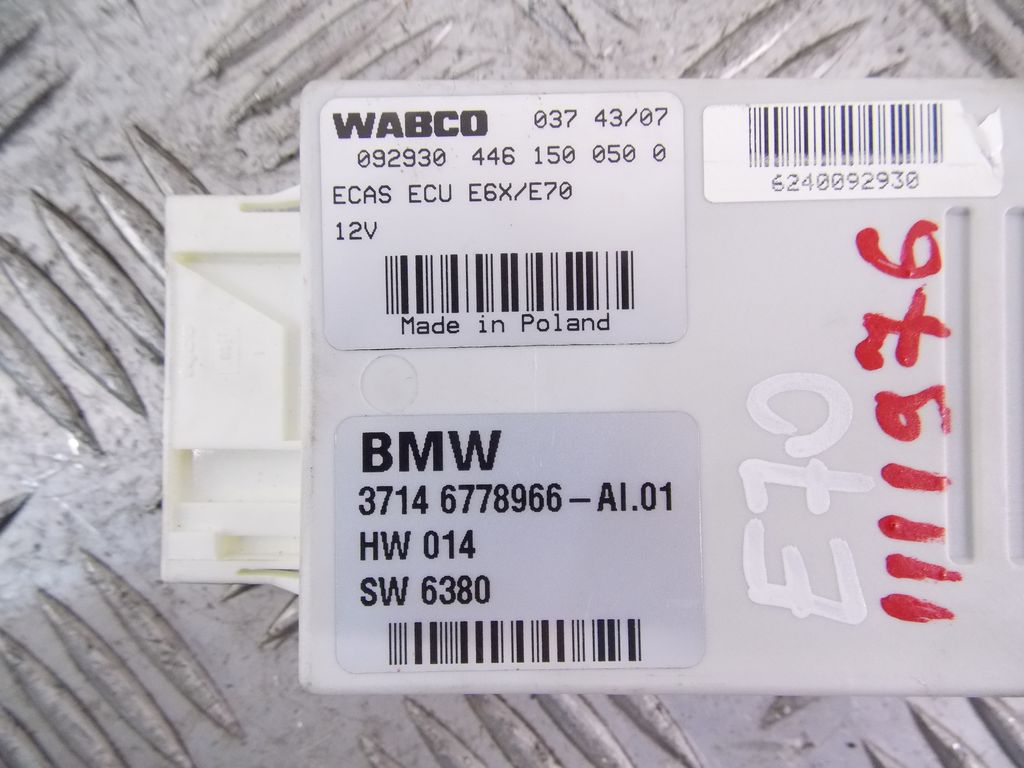 WABCO 037 43/07
092930 446 150 050 0
ECAS ECU E6X/E70
12V
Made in Poland
6240092930
BMW
3714 6778966-AI.01
HW 014
SW 6380
E70